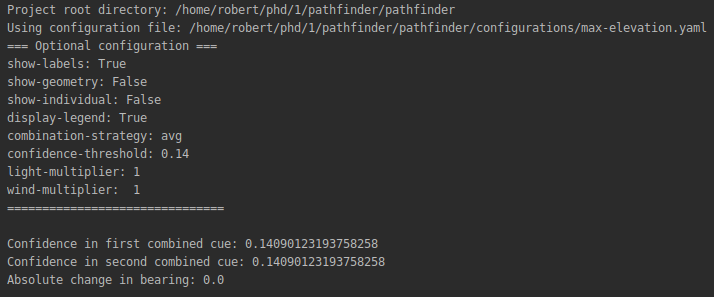 Project root directory: /home/robert/phd/1/pathfinder/pathfinder
Using configuration file: /home/robert/phd/1/pathfinder/pathfinder/configurations/max-elevation.yaml
=== Optional configuration ===
show-labels: True
show-geometry: False
show-individual: False
display-legend: True
combination-strategy: avg
confidence-threshold: 0.14
light-multiplier: 1
wind-multiplier:  1
===============================
Confidence in first combined cue: 0.14090123193758258
Confidence in second combined cue: 0.14090123193758258
Absolute change in bearing: 0.0